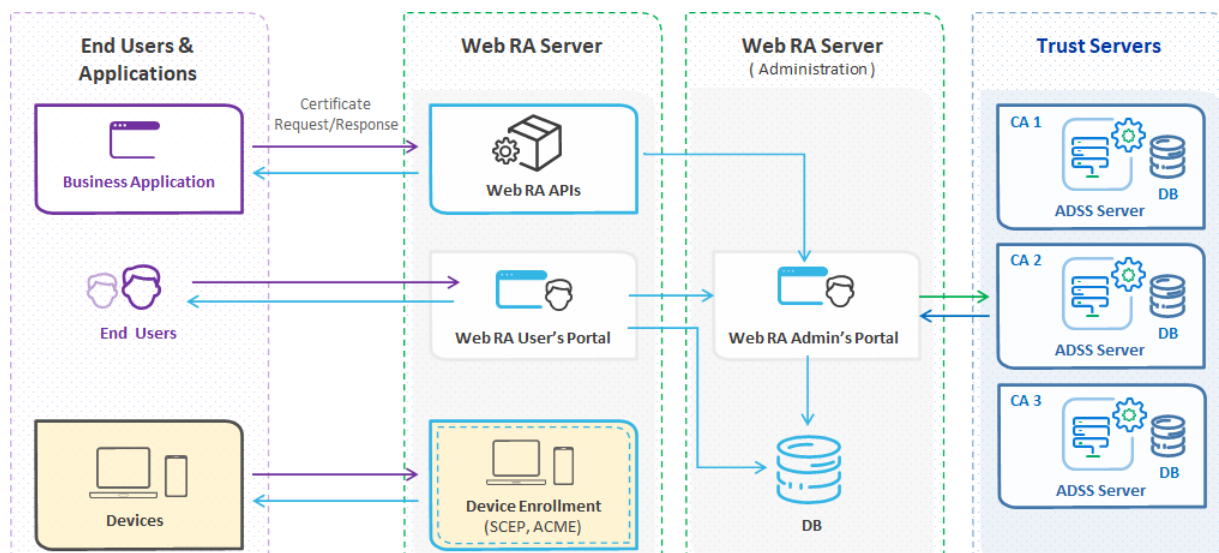 End Users &
Applications
Business Application
End Users
Devices
Certificate
Request/Response
Web RA Server
Web RA APIs
Web RA User's Portal
Device Enrollment
(SCEP, ACME)
Web RA Server
( Administration )
Web RA Admin's Portal
DB
Trust Servers
CA 1
DB
ADSS Server
CA 2
DB
ADSS Server
CA 3
DB
ADSS Server